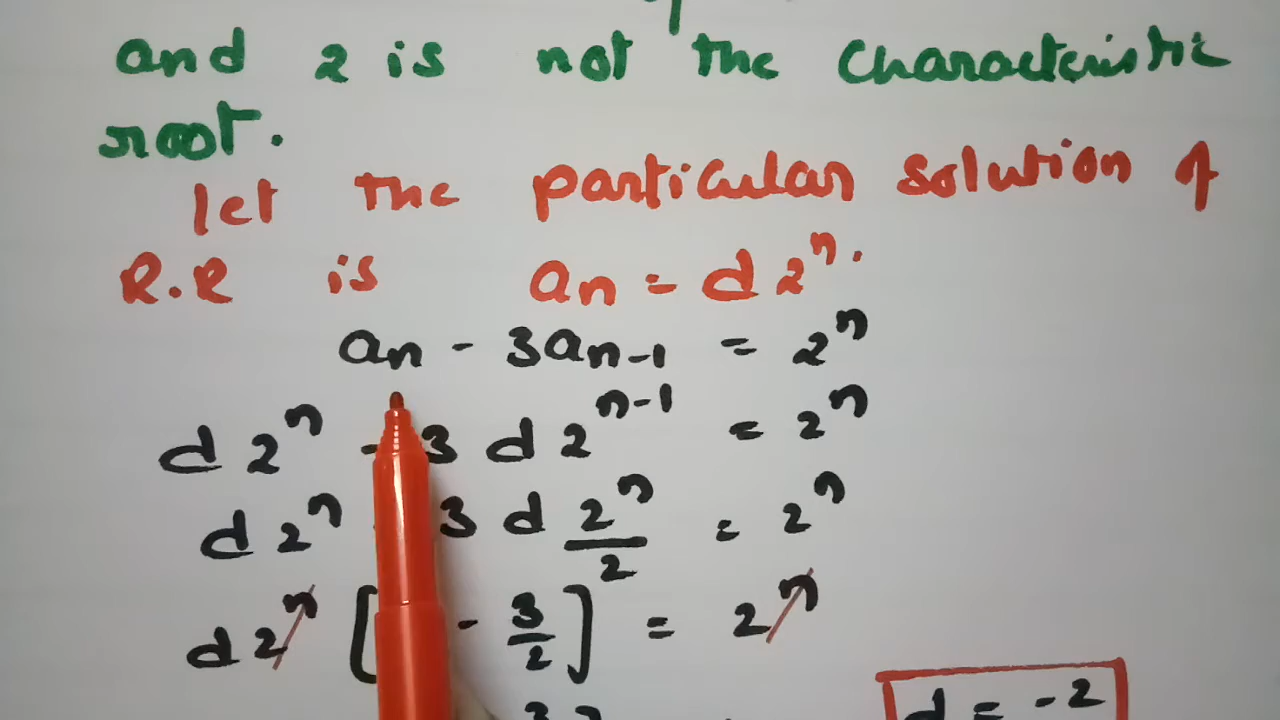 and 2 is not the characteristic
root.
Let the particular solution of
R.R is an = d 2ⁿ.
an - 3an-1 = 2ⁿ
d 2ⁿ - 3 d 2ⁿ⁻¹ = 2ⁿ
d 2ⁿ 3 d 2ⁿ/2 = 2ⁿ
d 2ⁿ [ - 3/2 ] = 2ⁿ
d = -2